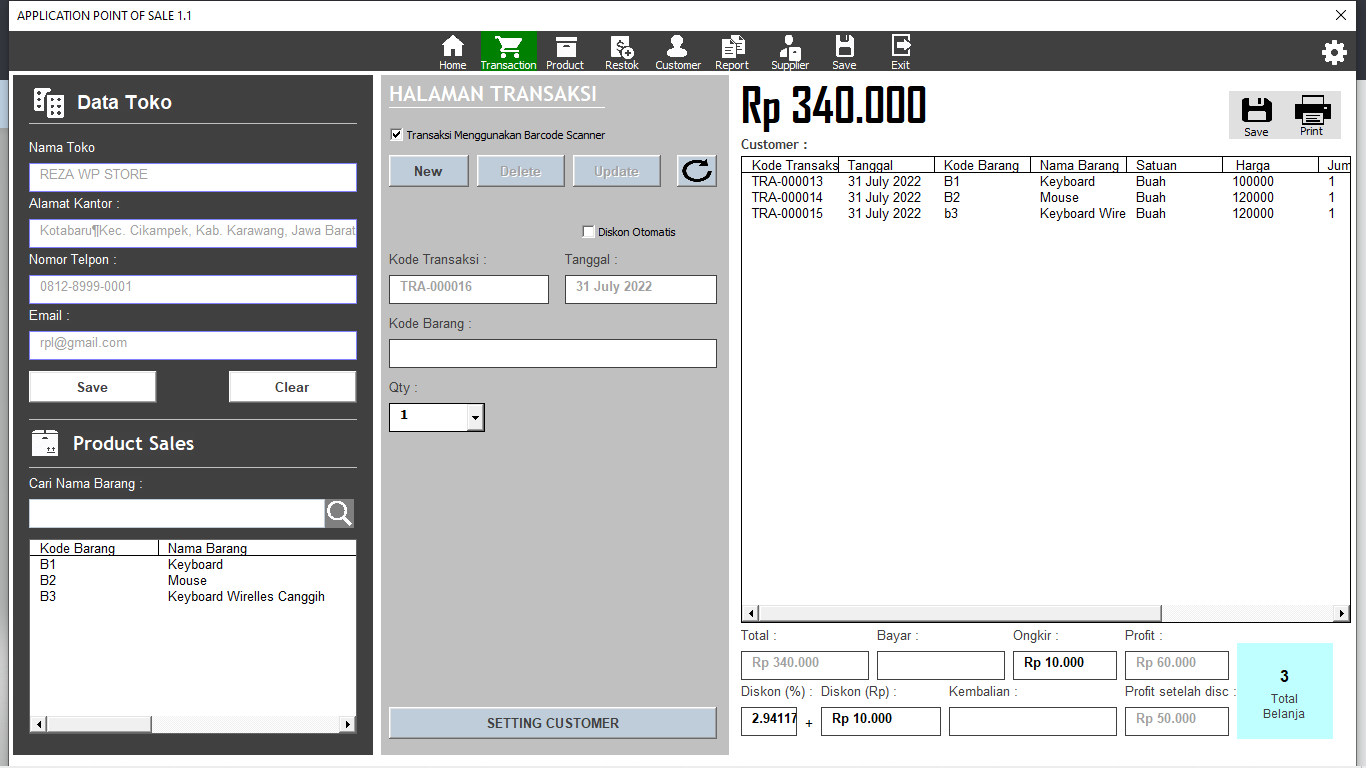 APPLICATION POINT OF SALE 1.1
Home Transaction Product Restok Customer Report Supplier Save Exit
Data Toko
Nama Toko
REZA WP STORE
Alamat Kantor :
Kotabaru¶Kec. Cikampek, Kab. Karawang, Jawa Barat
Nomor Telpon :
0812-8999-0001
Email :
rpl@gmail.com
Save Clear
Product Sales
Cari Nama Barang :
Kode Barang Nama Barang
B1 Keyboard
B2 Mouse
B3 Keyboard Wirelles Canggih
HALAMAN TRANSAKSI
Transaksi Menggunakan Barcode Scanner
New Delete Update
Diskon Otomatis
Kode Transaksi : Tanggal :
TRA-000016 31 July 2022
Kode Barang :
Qty :
1
SETTING CUSTOMER
Rp 340.000
Save Print
Customer :
Kode Transaks Tanggal Kode Barang Nama Barang Satuan Harga Jum
TRA-000013 31 July 2022 B1 Keyboard Buah 100000 1
TRA-000014 31 July 2022 B2 Mouse Buah 120000 1
TRA-000015 31 July 2022 b3 Keyboard Wire Buah 120000 1
Total : Bayar : Ongkir : Profit :
Rp 340.000 Rp 10.000 Rp 60.000
Diskon (%) : Diskon (Rp) : Kembalian : Profit setelah disc :
2.94117 + Rp 10.000 Rp 50.000
3
Total
Belanja